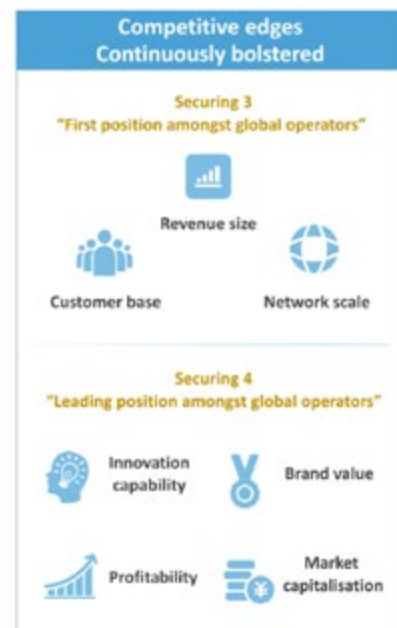 Competitive edges
Continuously bolstered
Securing 3
"First position amongst global operators"
Revenue size
Customer base
Network scale
Securing 4
"Leading position amongst global operators"
Innovation
capability
Brand value
Profitability
Market
capitalisation
¥